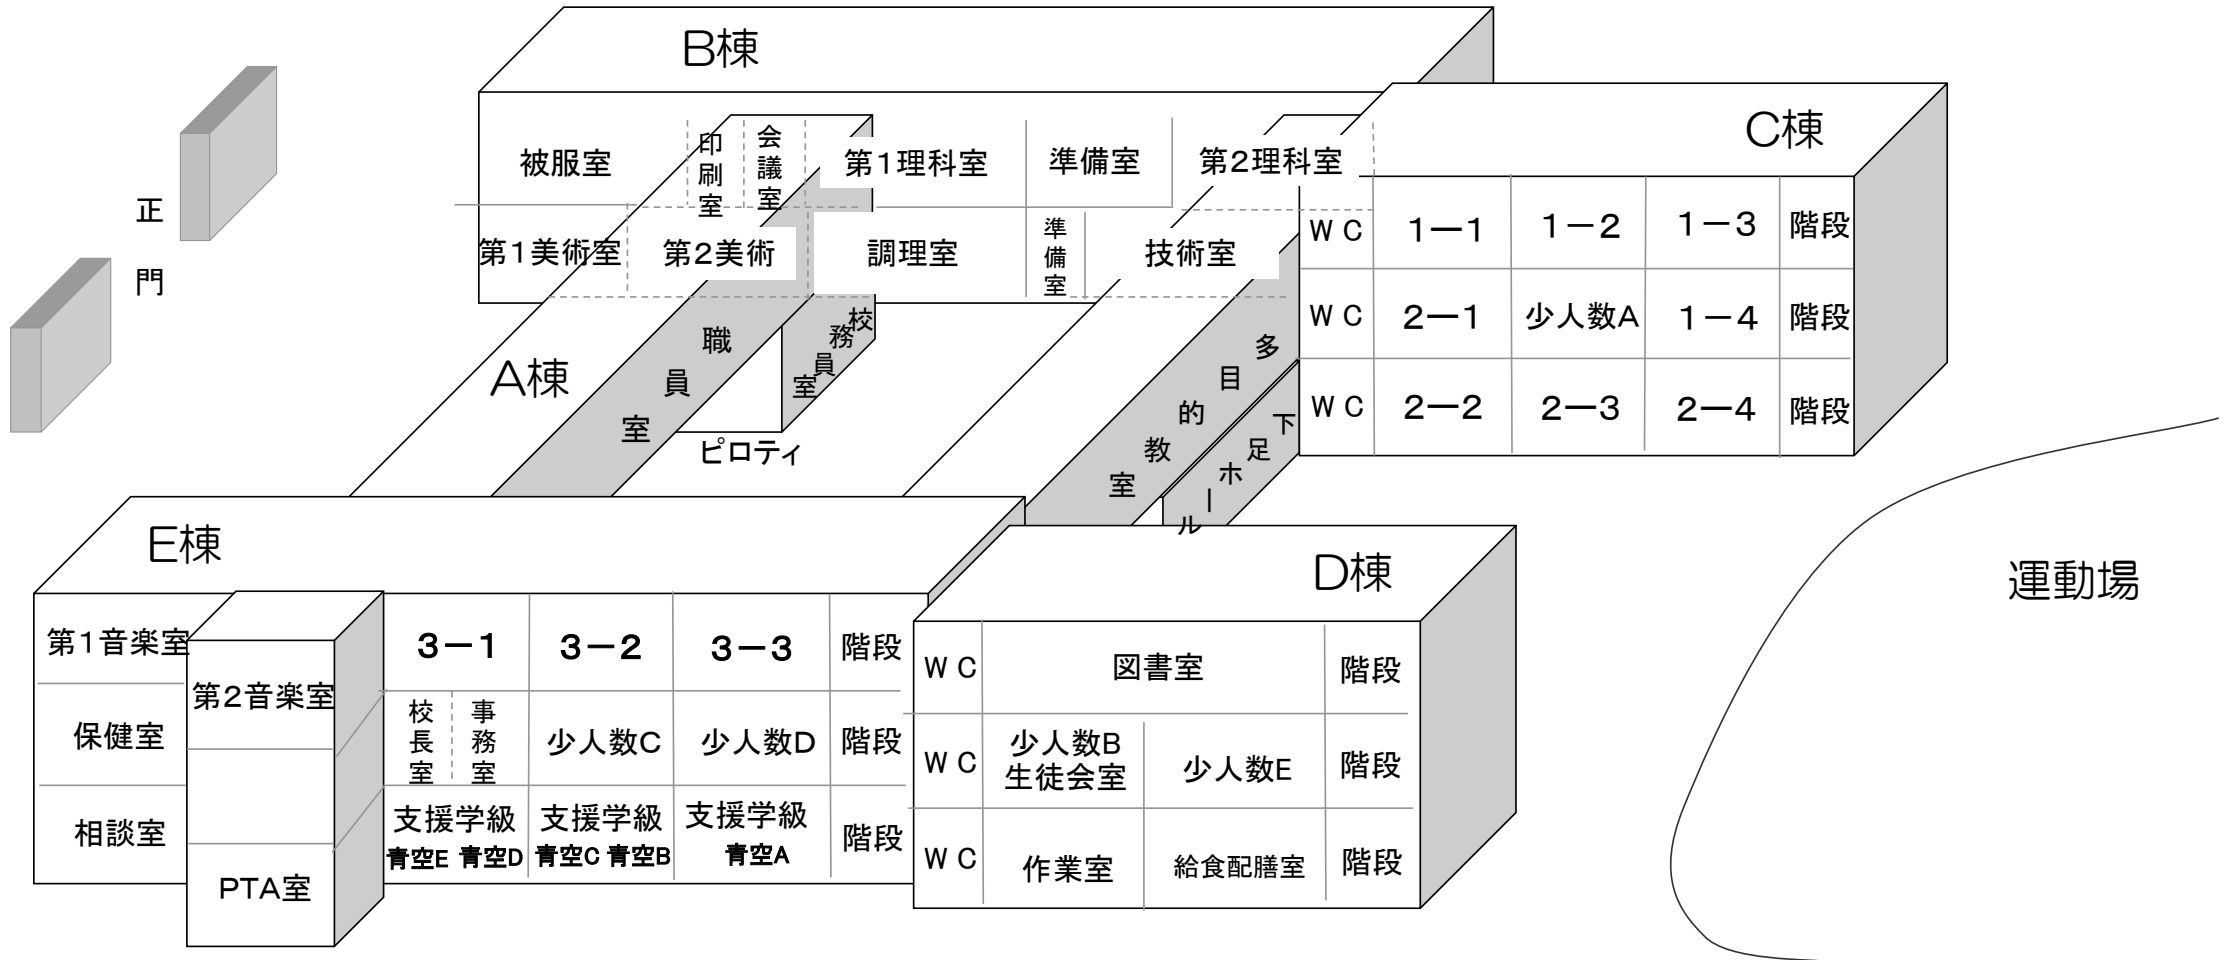 B棟
C棟
正門
被服室
印刷室
会議室
第1理科室
準備室
第2理科室
第1美術室
第2美術
調理室
準備室
技術室
WC
1ー1
1－2
1－3
階段
WC
2ー1
少人数A
1－4
階段
WC
2ー2
2ー3
2ー4
階段
A棟
職員室
校務員室
ピロティ
多目的教室
下足ホール
E棟
D棟
運動場
第1音楽室
3－1
3－2
3－3
階段
第2音楽室
保健室
校長室
事務室
少人数C
少人数D
階段
相談室
支援学級
青空E 青空D
支援学級
青空C 青空B
支援学級
青空A
階段
PTA室
WC
図書室
階段
WC
少人数B
生徒会室
少人数E
階段
WC
作業室
給食配膳室
階段